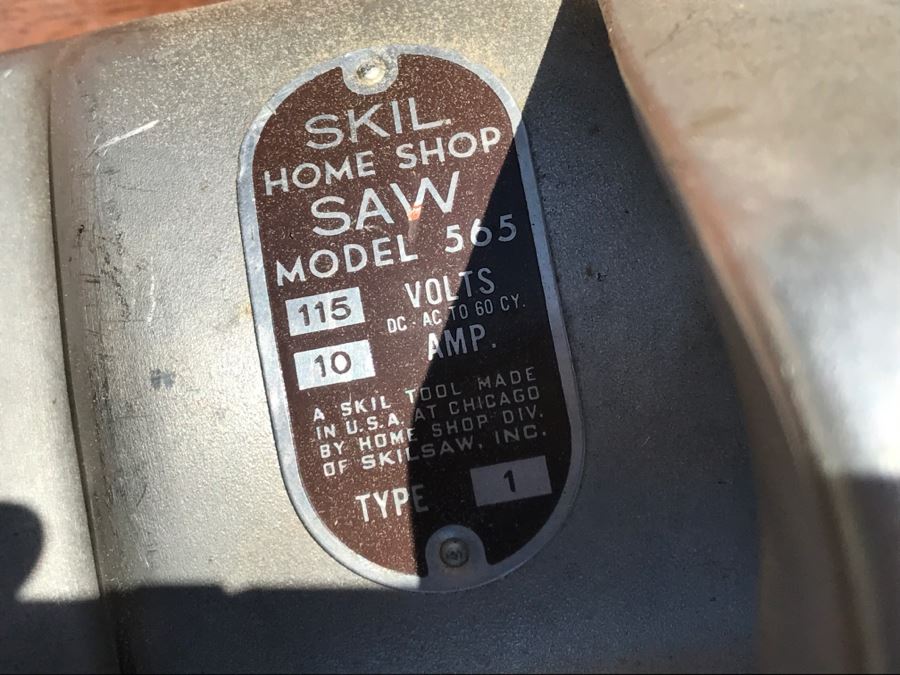 SKIL.
HOME SHOP
SAW
MODEL 565
115 VOLTS
DC - AC TO 60 CY.
10 AMP.
A SKIL TOOL MADE
IN U.S.A. AT CHICAGO
BY HOME SHOP DIV.
OF SKILSAW, INC.
TYPE 1